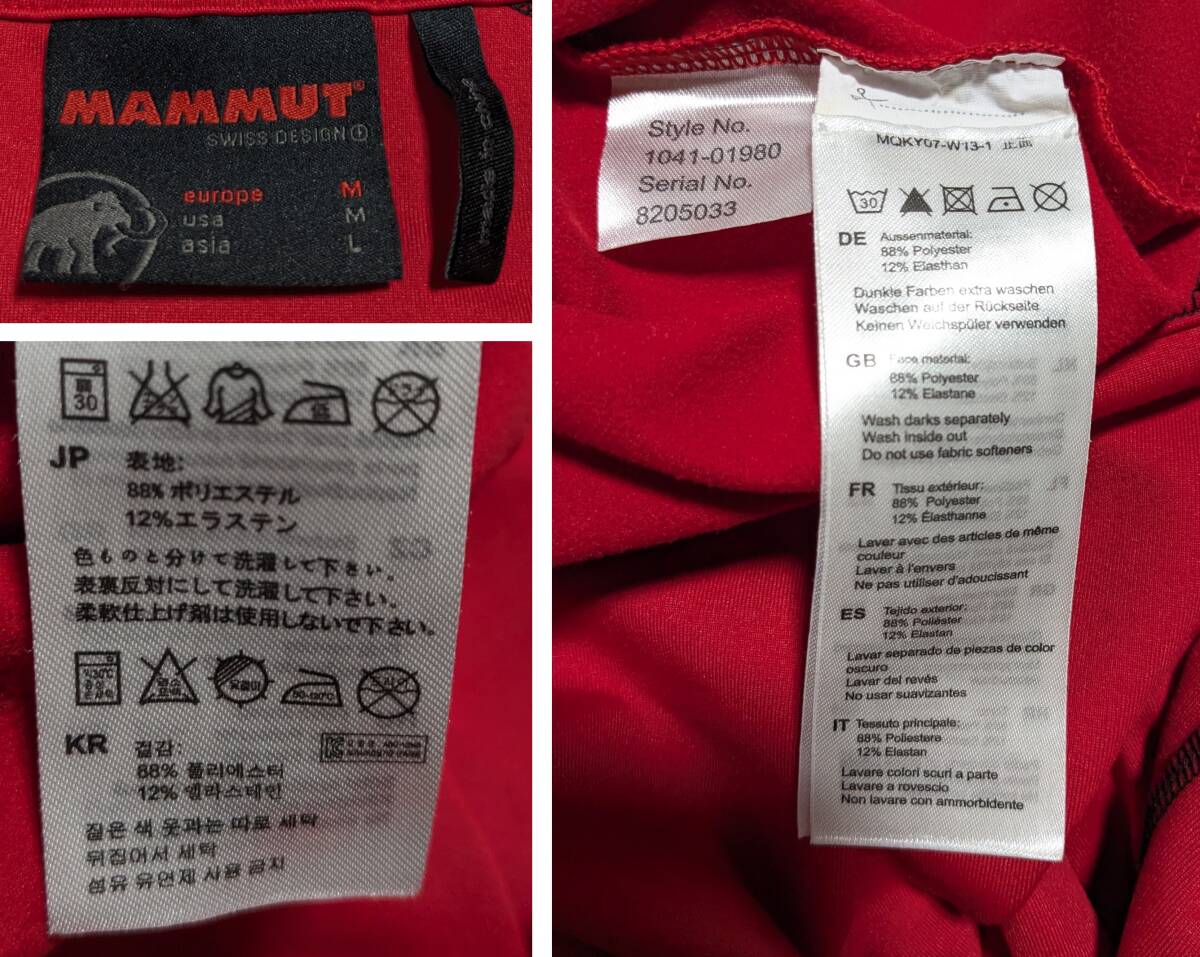 MAMMUT®
SWISS DESIGN
europe M
usa M
asia L
Style No.
1041-01980
Serial No.
8205033
MQKY07-W13-1 正面
30
DE Aussenmaterial:
88% Polyester
12% Elasthan
Dunkle Farben extra waschen
Waschen auf der Rückseite
Keinen Weichspüler verwenden
GB Face material:
88% Polyester
12% Elastane
Wash darks separately
Wash inside out
Do not use fabric softeners
FR Tissu extérieur:
88% Polyester
12% Élasthanne
Laver avec des articles de même
couleur
Laver à l'envers
Ne pas utiliser d'adoucissant
ES Tejido exterior:
88% Poliéster
12% Elastan
Lavar separado de piezas de color
oscuro
Lavar del revés
No usar suavizantes
IT Tessuto principale:
88% Poliestere
12% Elastan
Lavare colori scuri a parte
Lavare a rovescio
Non lavare con ammorbidente
30 低
JP 表地:
88% ポリエステル
12%エラステン
色ものと分けて洗濯して下さい。
表裏反対にして洗濯して下さい。
柔軟仕上げ剤は使用しないで下さい。
KR 겉감:
88% 폴리에스터
12% 엘라스테인
짙은 색 옷과는 따로 세탁
뒤집어서 세탁
섬유 유연제 사용 금지